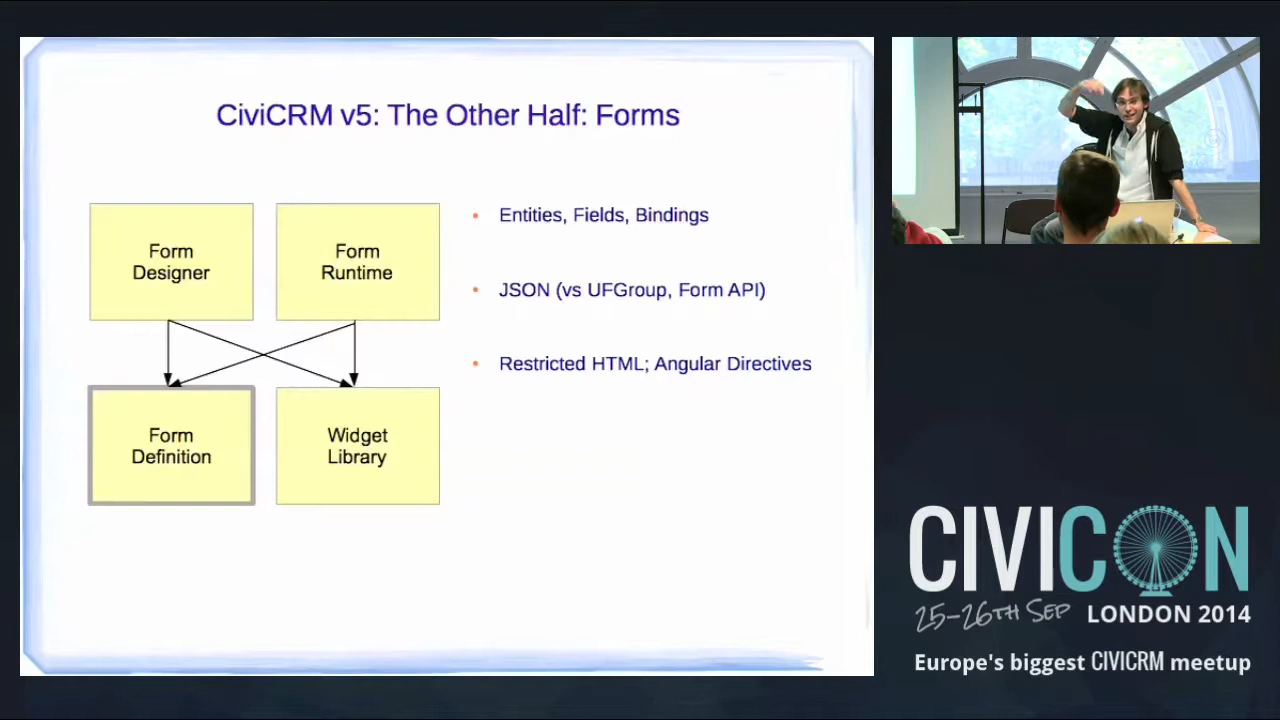 CiviCRM v5: The Other Half: Forms
Form
Designer
Form
Runtime
Form
Definition
Widget
Library
• Entities, Fields, Bindings
• JSON (vs UFGroup, Form API)
• Restricted HTML; Angular Directives
CIVICON
25-26TH SEP LONDON 2014
Europe's biggest CIVICRM meetup